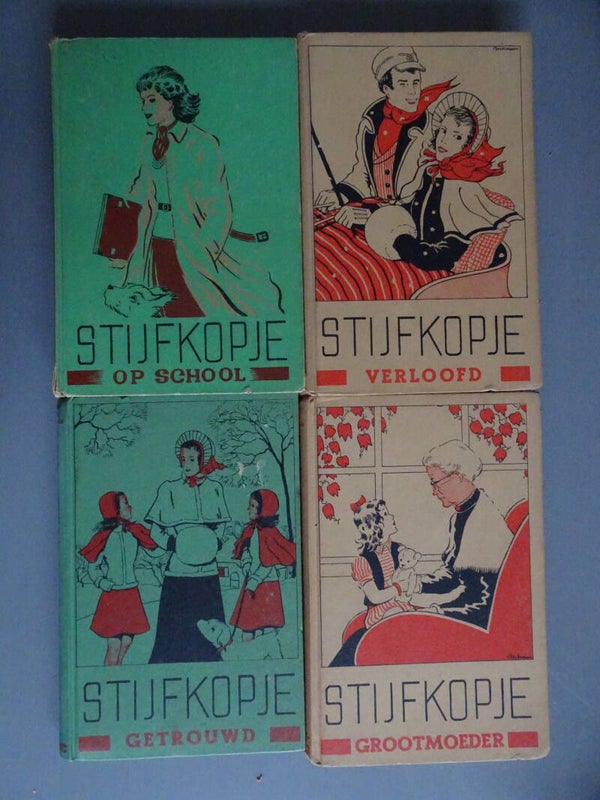 STIJFKOPJE
OP SCHOOL
STIJFKOPJE
VERLOOFD
STIJFKOPJE
GETROUWD
STIJFKOPJE
GROOTMOEDER